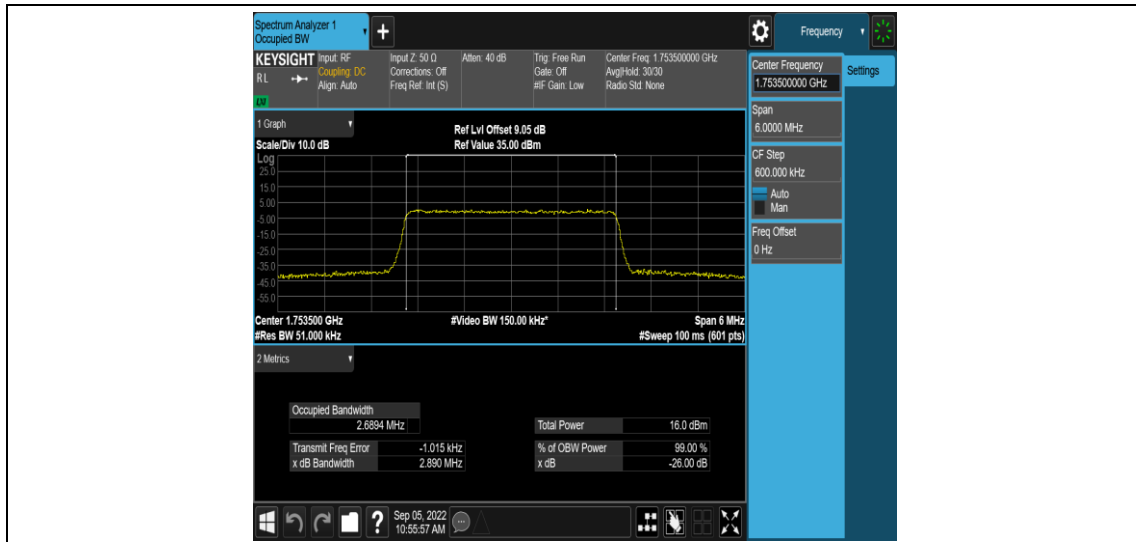 Spectrum Analyzer 1
Occupied BW
+
Frequency
KEYSIGHT
RL
LXI
Input: RF
Coupling: DC
Align: Auto
Input Z: 50 Ω
Corrections: Off
Freq Ref: Int (S)
Atten: 40 dB
Trig: Free Run
Gate: Off
#IF Gain: Low
Center Freq: 1.753500000 GHz
Avg|Hold: 30/30
Radio Std: None
Center Frequency
1.753500000 GHz
Settings
Span
6.0000 MHz
CF Step
600.000 kHz
Auto
Man
Freq Offset
0 Hz
1 Graph
Ref Lvl Offset 9.05 dB
Scale/Div 10.0 dB
Ref Value 35.00 dBm
Log
25.0
15.0
5.00
-5.00
-15.0
-25.0
-35.0
-45.0
-55.0
Center 1.753500 GHz
#Video BW 150.00 kHz*
Span 6 MHz
#Res BW 51.000 kHz
#Sweep 100 ms (601 pts)
2 Metrics
Occupied Bandwidth
2.6894 MHz
Total Power 16.0 dBm
Transmit Freq Error -1.015 kHz
% of OBW Power 99.00 %
x dB Bandwidth 2.890 MHz
x dB -26.00 dB
?
Sep 05, 2022
10:55:57 AM